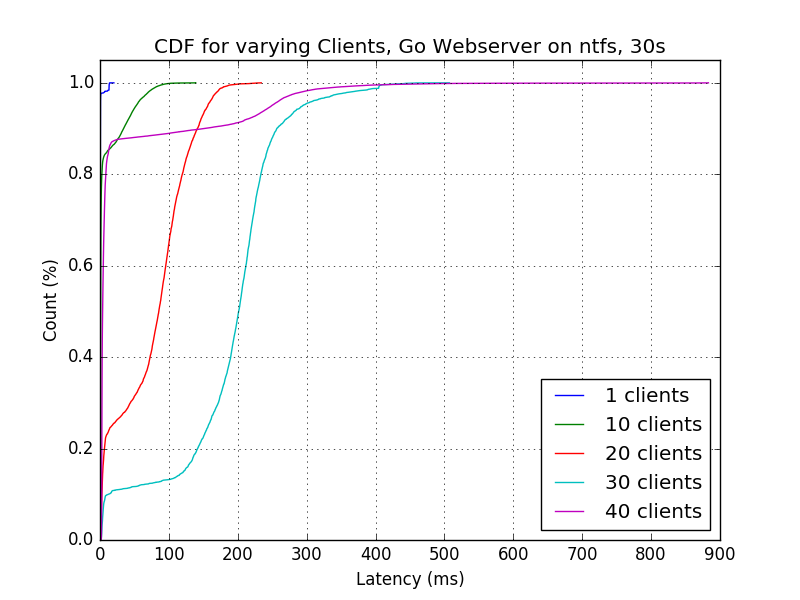 CDF for varying Clients, Go Webserver on ntfs, 30s
1.0
0.8
0.6
0.4
0.2
0.0
Count (%)
1 clients
10 clients
20 clients
30 clients
40 clients
0 100 200 300 400 500 600 700 800 900
Latency (ms)